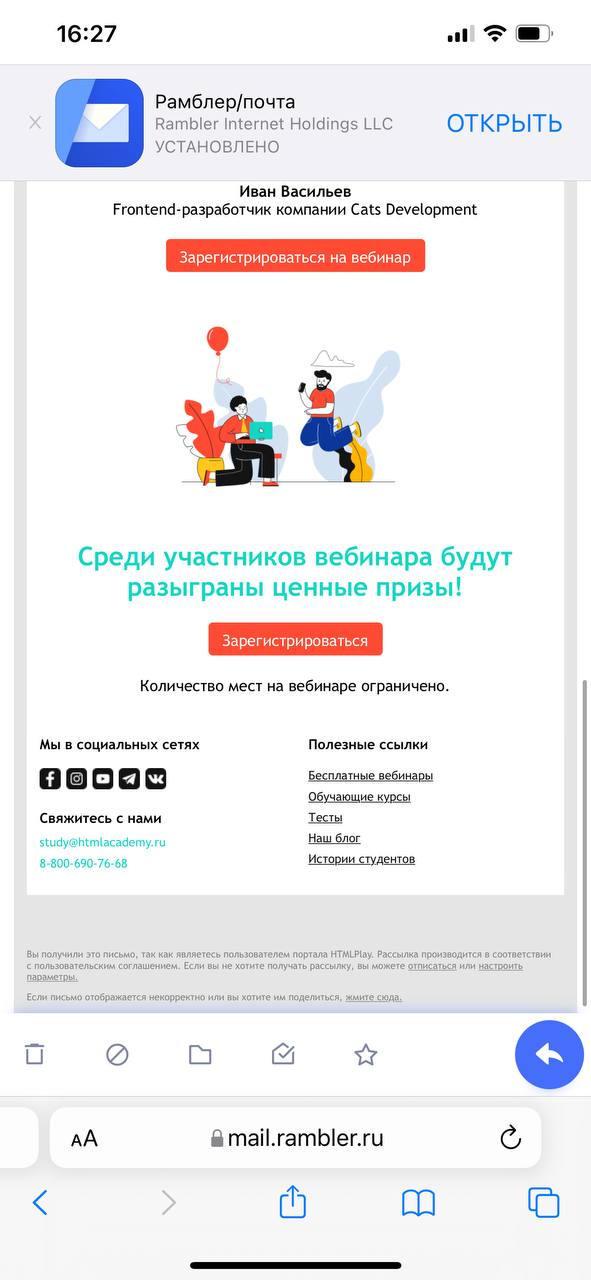 16:27
Рамблер/почта
Rambler Internet Holdings LLC
УСТАНОВЛЕНО
ОТКРЫТЬ
Иван Васильев
Frontend-разработчик компании Cats Development
Зарегистрироваться на вебинар
Среди участников вебинара будут
разыграны ценные призы!
Зарегистрироваться
Количество мест на вебинаре ограничено.
Мы в социальных сетях
Свяжитесь с нами
study@htmlacademy.ru
8-800-690-76-68
Полезные ссылки
Бесплатные вебинары
Обучающие курсы
Тесты
Наш блог
Истории студентов
Вы получили это письмо, так как являетесь пользователем портала HTMLPlay. Рассылка производится в соответствии
с пользовательским соглашением. Если вы не хотите получать рассылку, вы можете отписаться или настроить
параметры.
Если письмо отображается некорректно или вы хотите им поделиться, жмите сюда.
AA
mail.rambler.ru